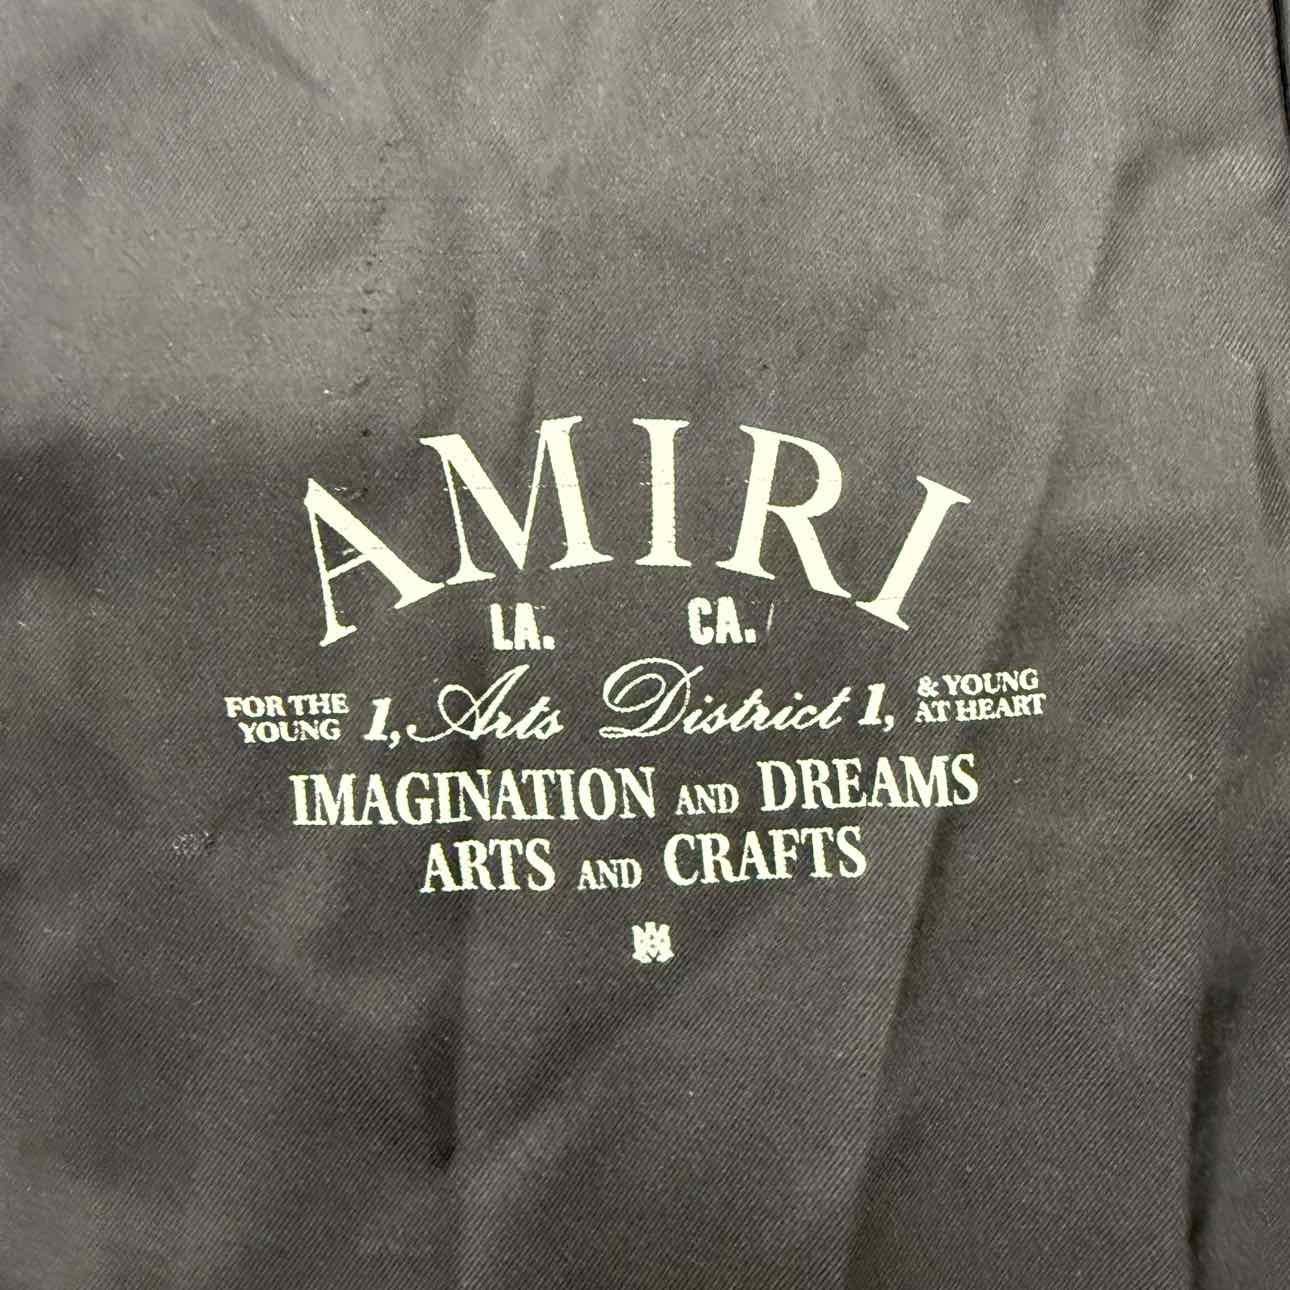 AMIRI
LA. CA.
FOR THE YOUNG 1, Arts District 1, & YOUNG AT HEART
IMAGINATION AND DREAMS
ARTS AND CRAFTS